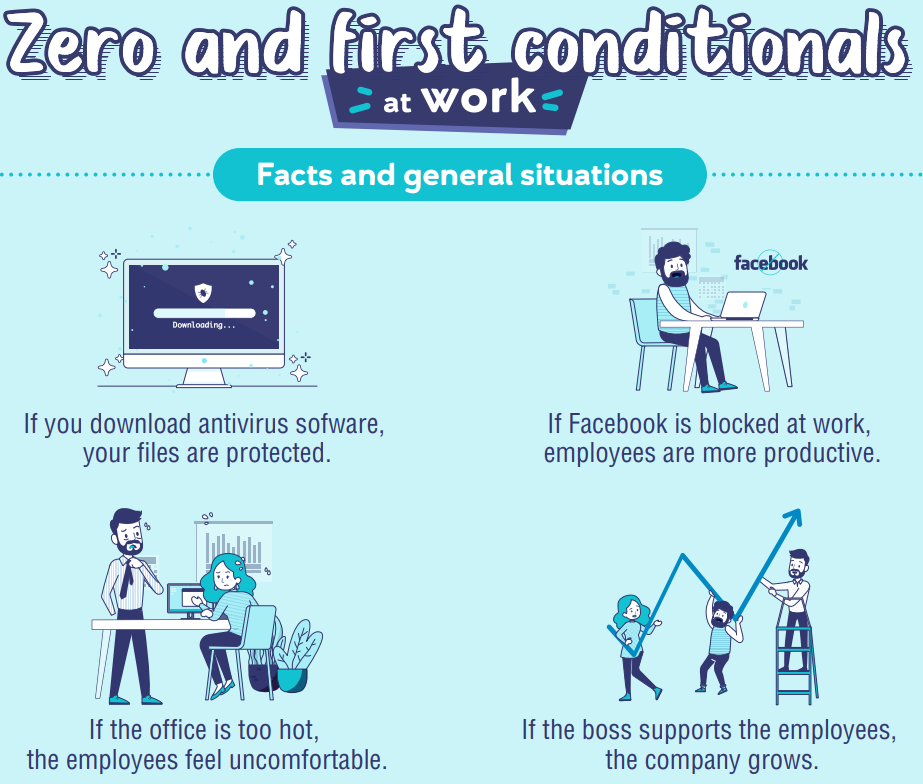 Zero and first conditionals
at work
Facts and general situations
Downloading...
facebook
If you download antivirus sofware,
your files are protected.
If Facebook is blocked at work,
employees are more productive.
If the office is too hot,
the employees feel uncomfortable.
If the boss supports the employees,
the company grows.